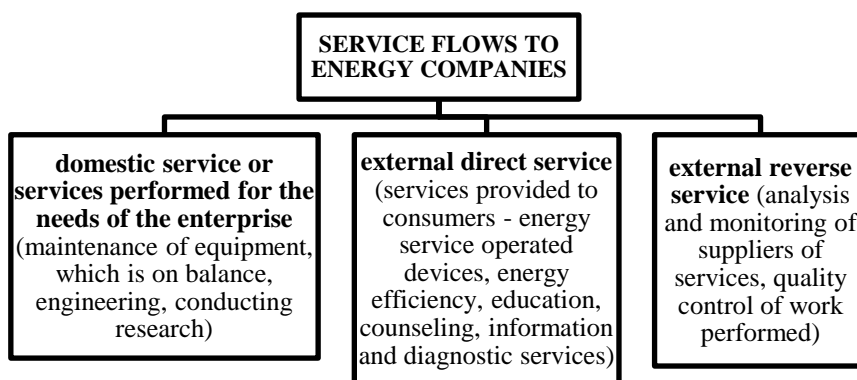 SERVICE FLOWS TO
ENERGY COMPANIES
domestic service or
services performed for the
needs of the enterprise
(maintenance of equipment,
which is on balance,
engineering, conducting
research)
external direct service
(services provided to
consumers - energy
service operated
devices, energy
efficiency, education,
counseling, information
and diagnostic services)
external reverse
service (analysis
and monitoring of
suppliers of
services, quality
control of work
performed)